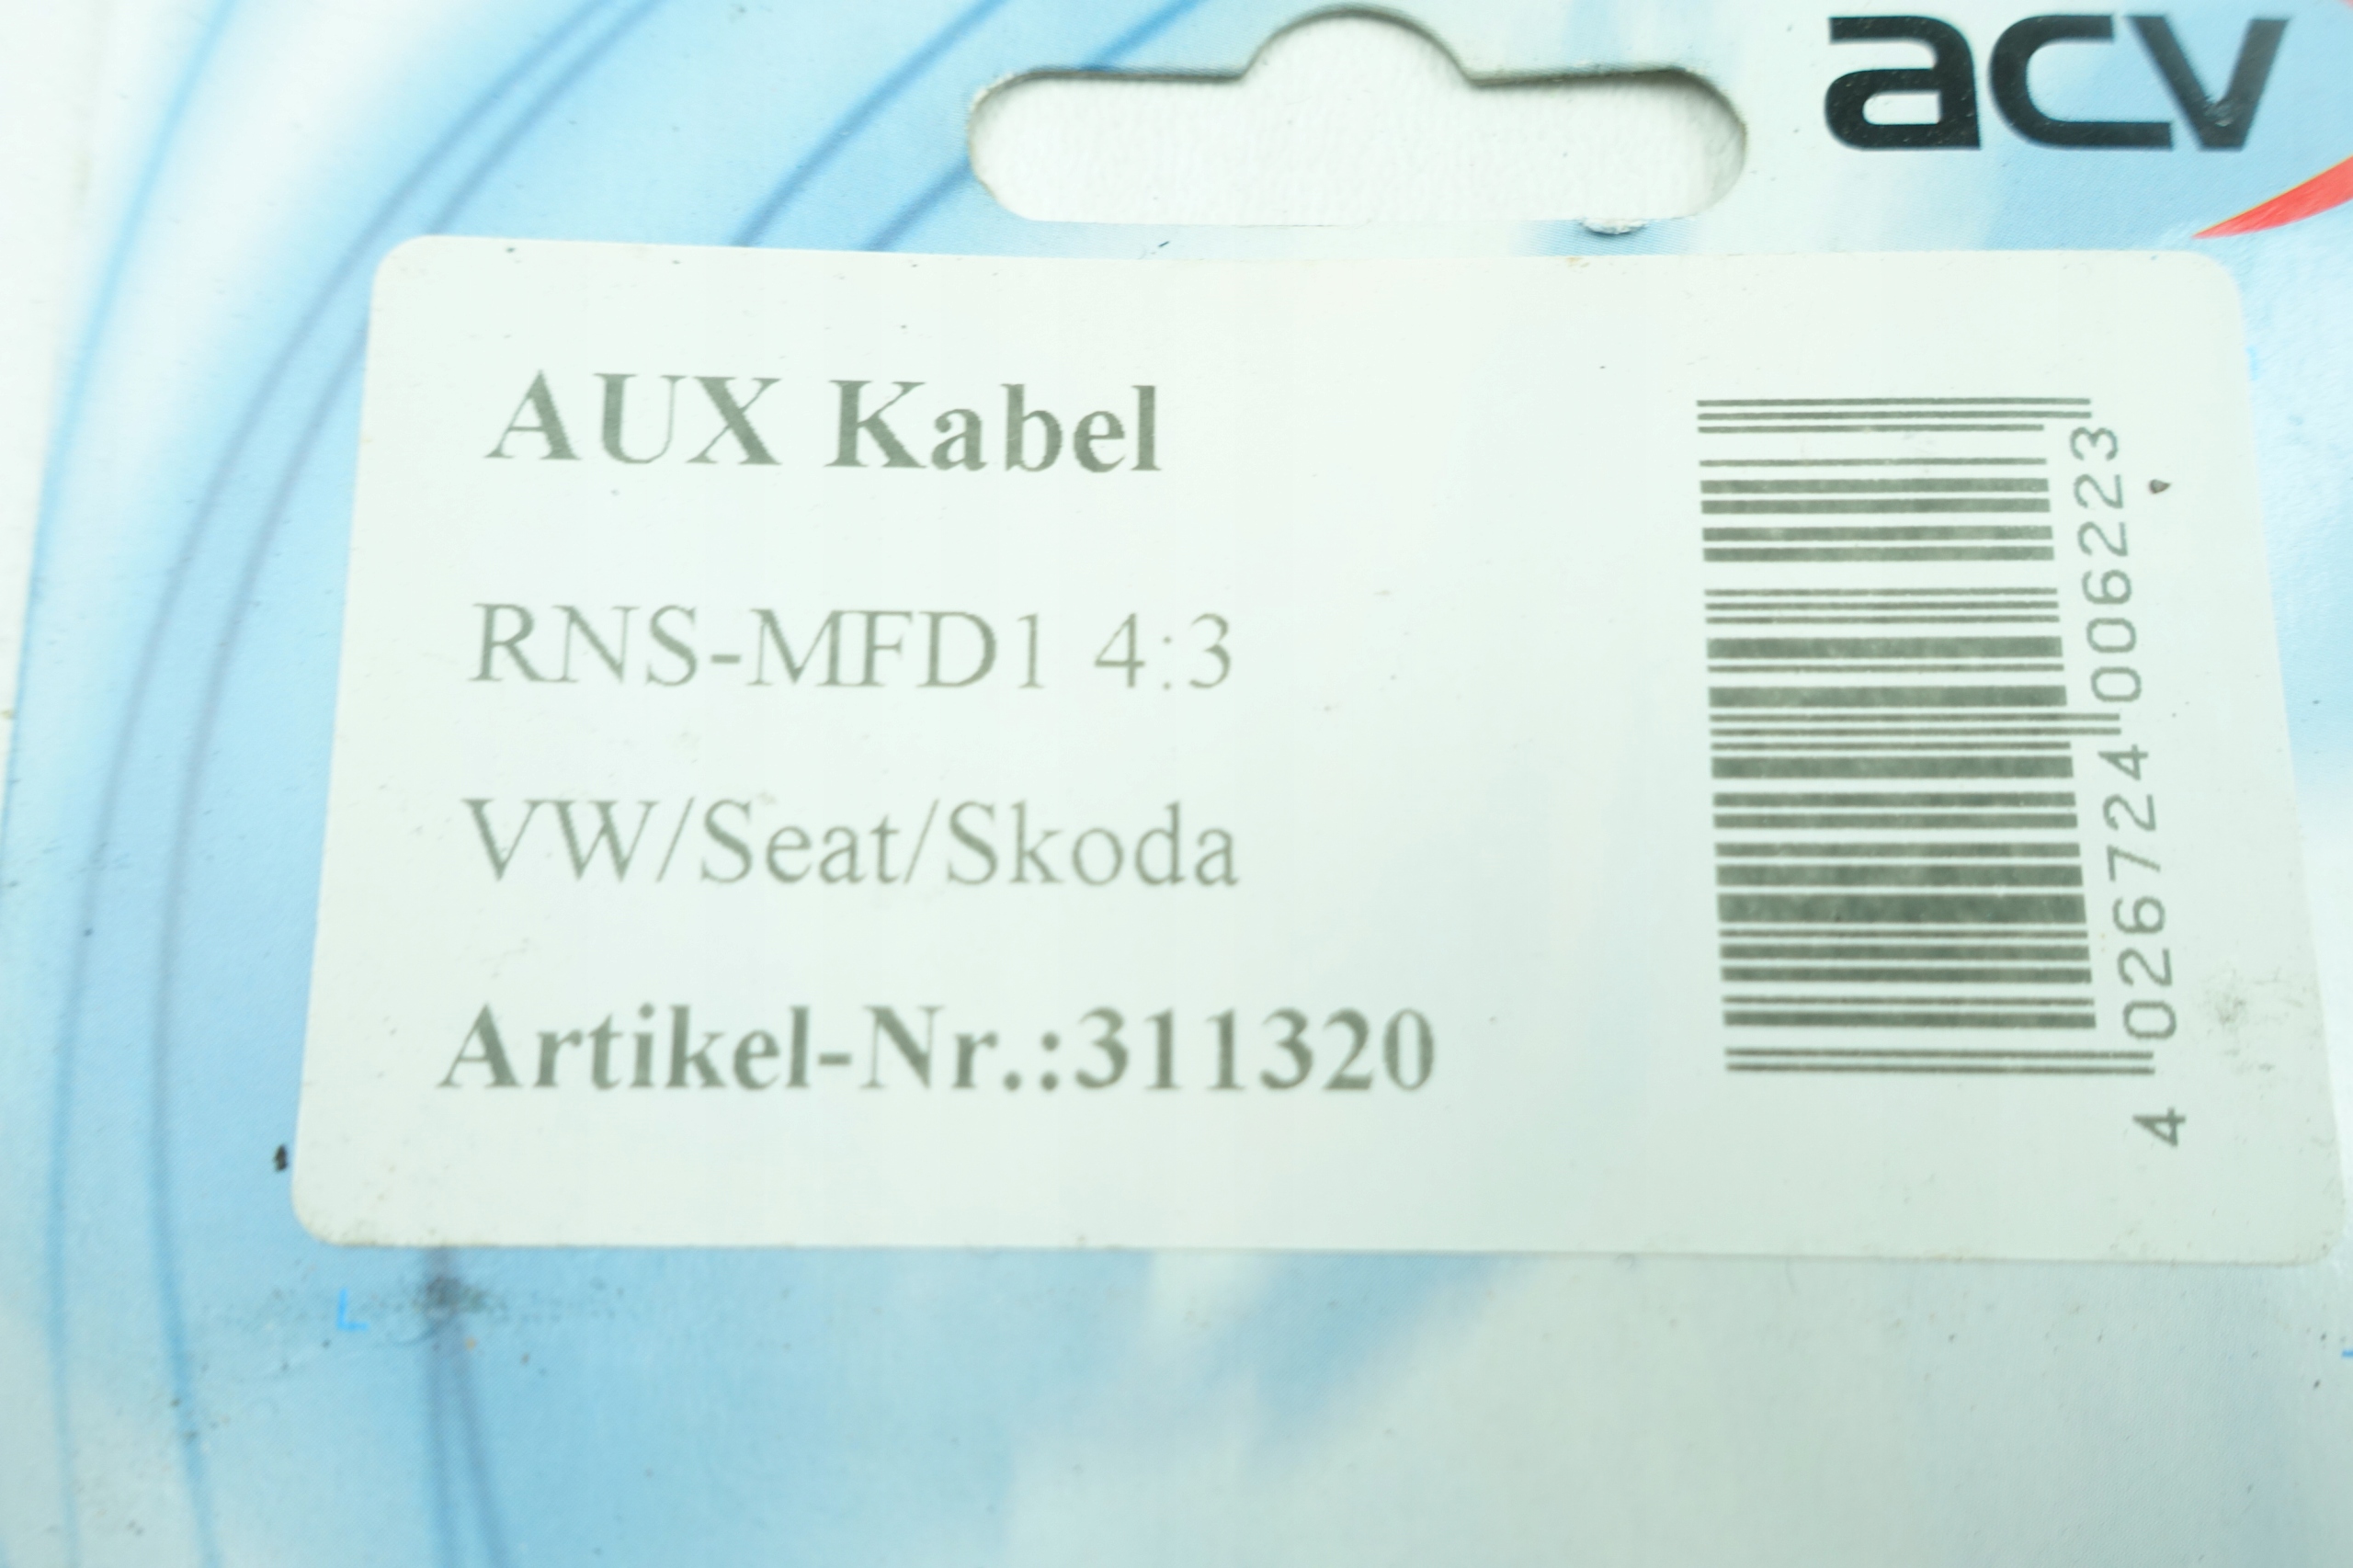 acv
AUX Kabel
RNS-MFD1 4:3
VW/Seat/Skoda
Artikel-Nr.:311320
4 026724 006223